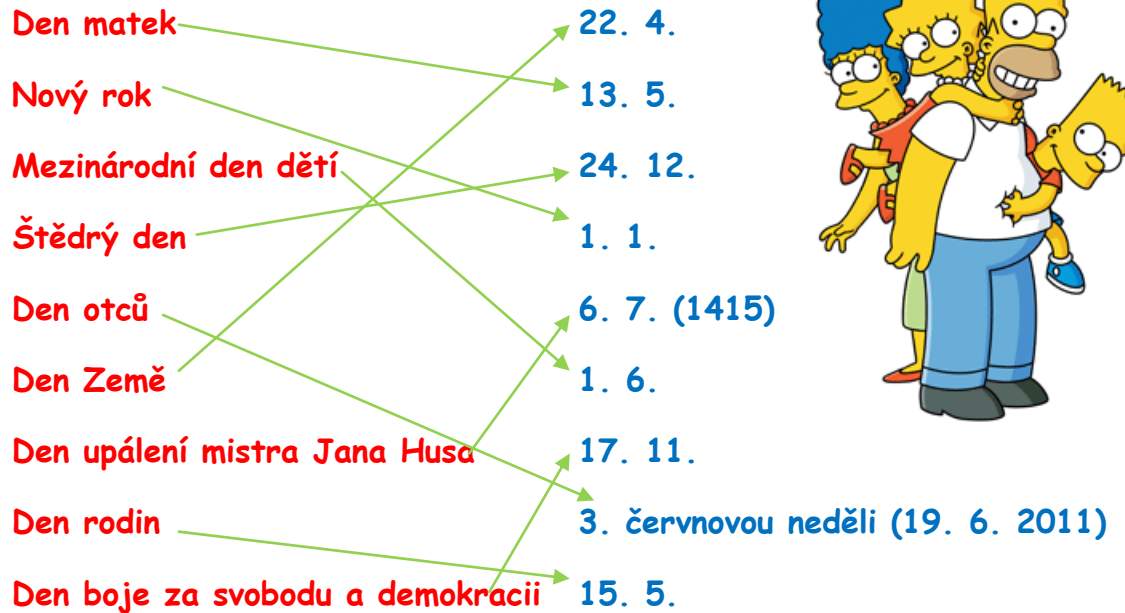 Den matek 22. 4.
Nový rok 13. 5.
Mezinárodní den dětí 24. 12.
Štědrý den 1. 1.
Den otců 6. 7. (1415)
Den Země 1. 6.
Den upálení mistra Jana Husa 17. 11.
Den rodin 3. červnovou neděli (19. 6. 2011)
Den boje za svobodu a demokracii 15. 5.